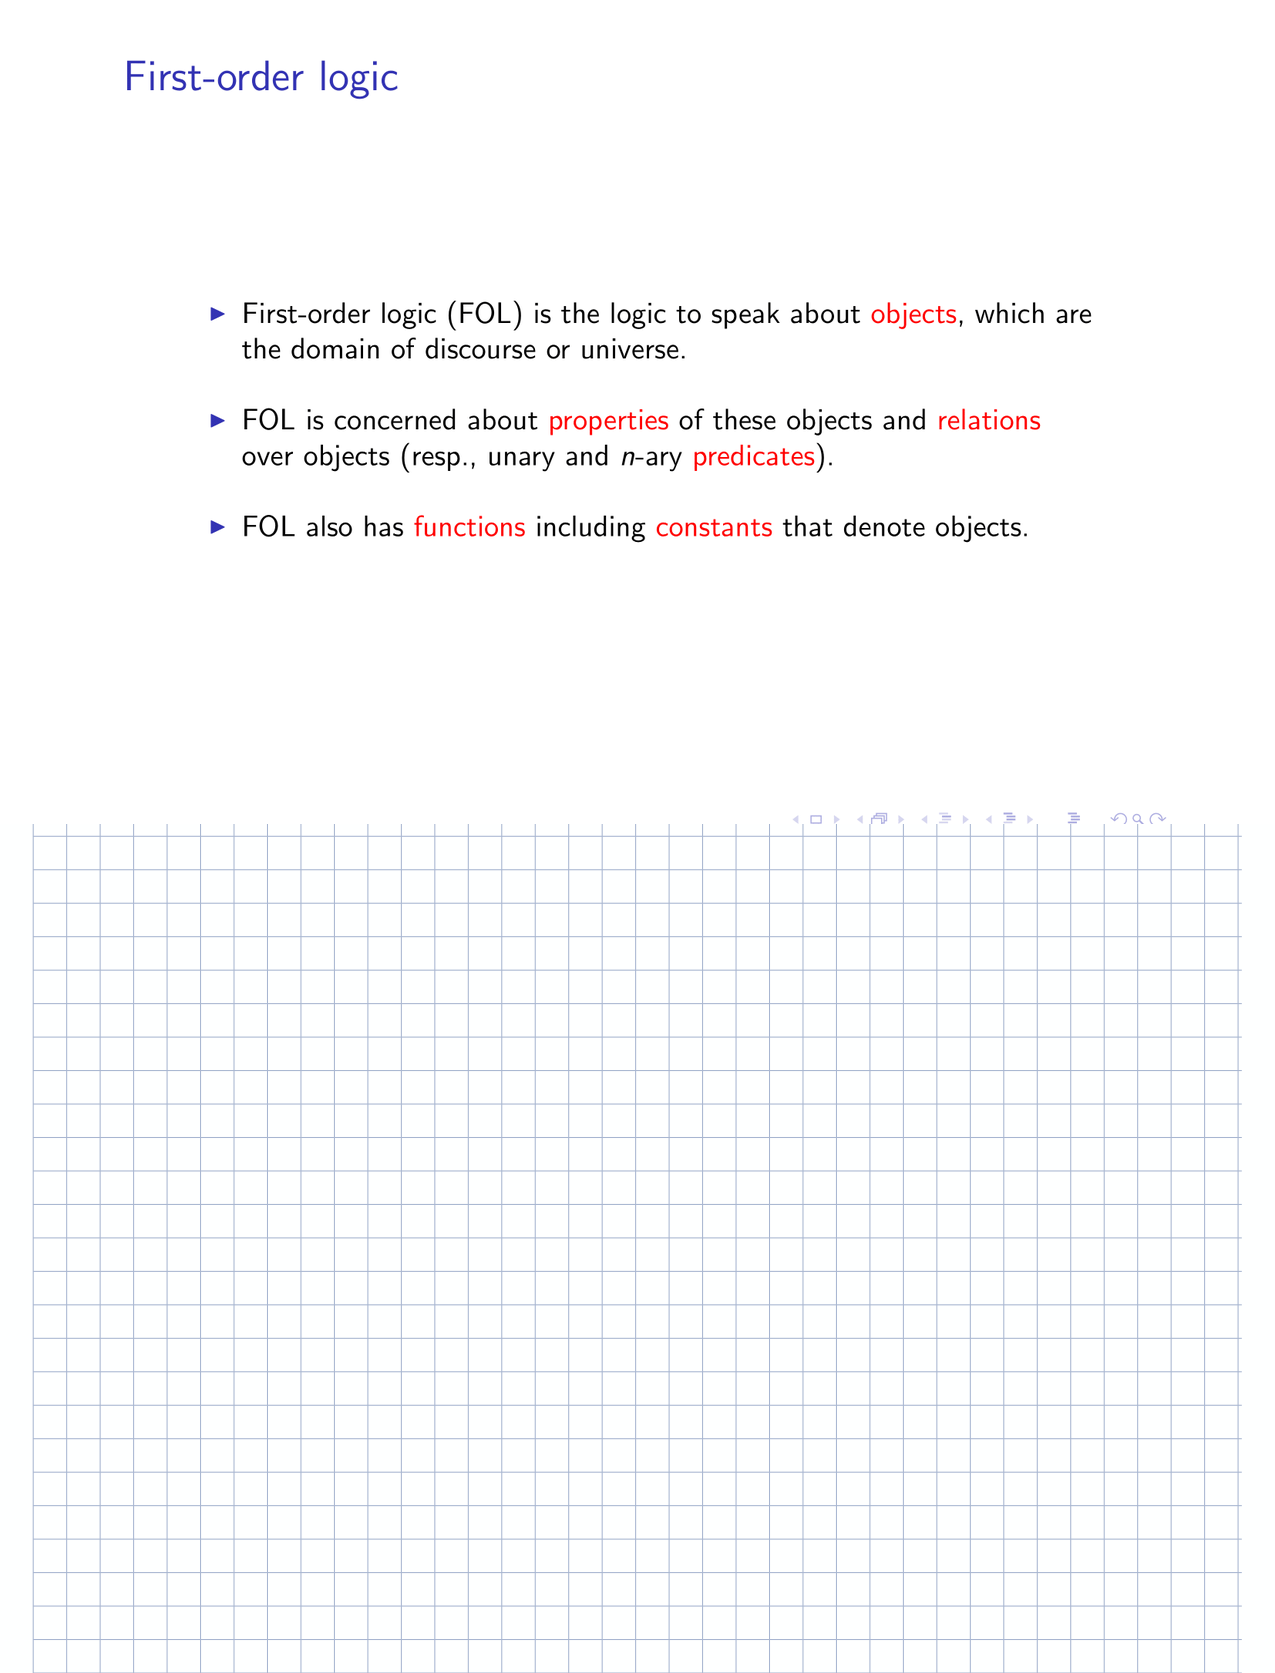 First-order logic
▶ First-order logic (FOL) is the logic to speak about objects, which are
the domain of discourse or universe.
▶ FOL is concerned about properties of these objects and relations
over objects (resp., unary and n-ary predicates).
▶ FOL also has functions including constants that denote objects.